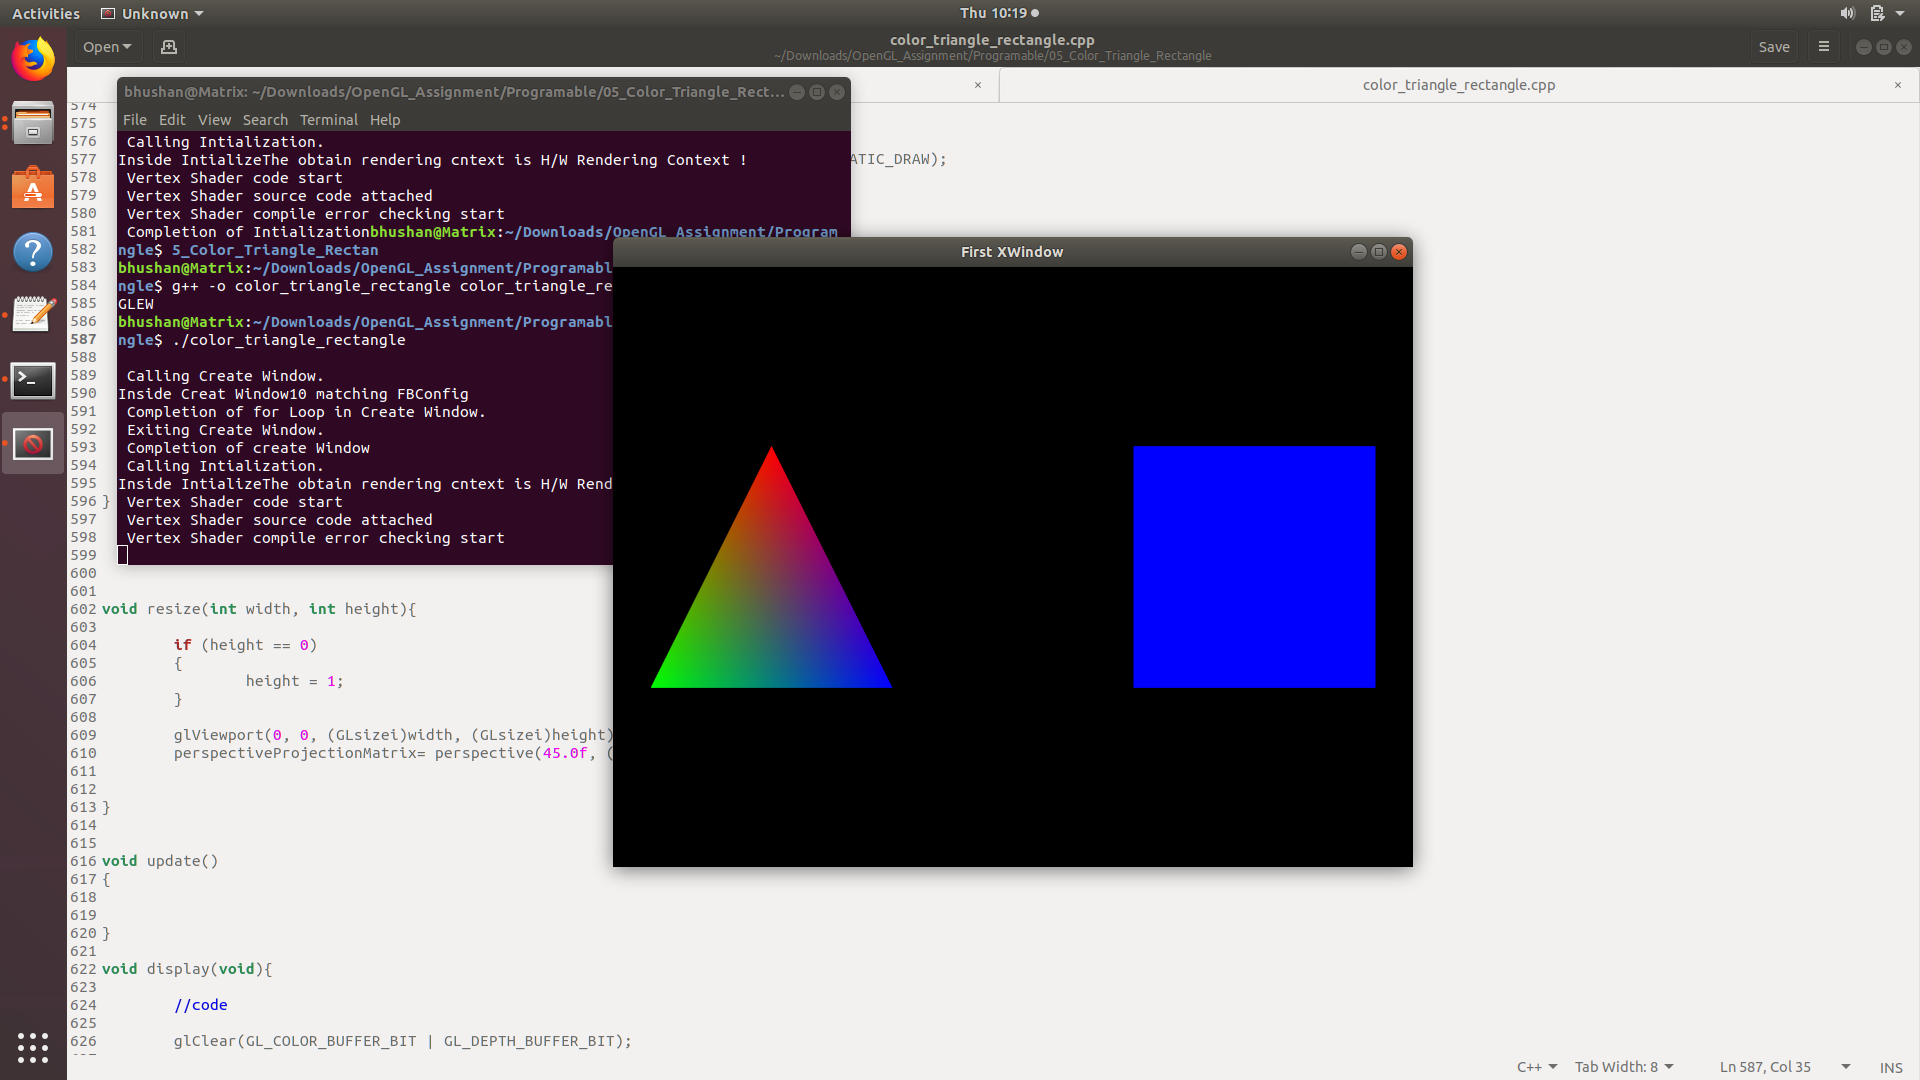 Activities
Unknown
Thu 10:19
Open
color_triangle_rectangle.cpp
~/Downloads/OpenGL_Assignment/Programable/05_Color_Triangle_Rectangle
Save
color_triangle_rectangle.cpp
bhushan@Matrix: ~/Downloads/OpenGL_Assignment/Programable/05_Color_Triangle_Rect...
File Edit View Search Terminal Help
574
575
576
577
578
579
580
581
582
583
584
585
586
587
588
589
590
591
592
593
594
595
596 }
597
598
599
Calling Intialization.
Inside IntializeThe obtain rendering cntext is H/W Rendering Context !
ATIC_DRAW);
Vertex Shader code start
Vertex Shader source code attached
Vertex Shader compile error checking start
Completion of Intializationbhushan@Matrix:~/Downloads/OpenGL_Assignment/Program
ngle$ 5_Color_Triangle_Rectan
bhushan@Matrix:~/Downloads/OpenGL_Assignment/Programabl
ngle$ g++ -o color_triangle_rectangle color_triangle_re
GLEW
bhushan@Matrix:~/Downloads/OpenGL_Assignment/Programabl
ngle$ ./color_triangle_rectangle
Calling Create Window.
Inside Creat Window10 matching FBConfig
Completion of for Loop in Create Window.
Exiting Create Window.
Completion of create Window
Calling Intialization.
Inside IntializeThe obtain rendering cntext is H/W Rend
Vertex Shader code start
Vertex Shader source code attached
Vertex Shader compile error checking start
First XWindow
600
601
602 void resize(int width, int height){
603
604 if (height == 0)
605 {
606 height = 1;
607 }
608
609 glViewport(0, 0, (GLsizei)width, (GLsizei)height)
610 perspectiveProjectionMatrix= perspective(45.0f, (
611
612
613 }
614
615
616 void update()
617 {
618
619
620 }
621
622 void display(void){
623
624 //code
625
626 glClear(GL_COLOR_BUFFER_BIT | GL_DEPTH_BUFFER_BIT);
C++
Tab Width: 8
Ln 587, Col 35
INS